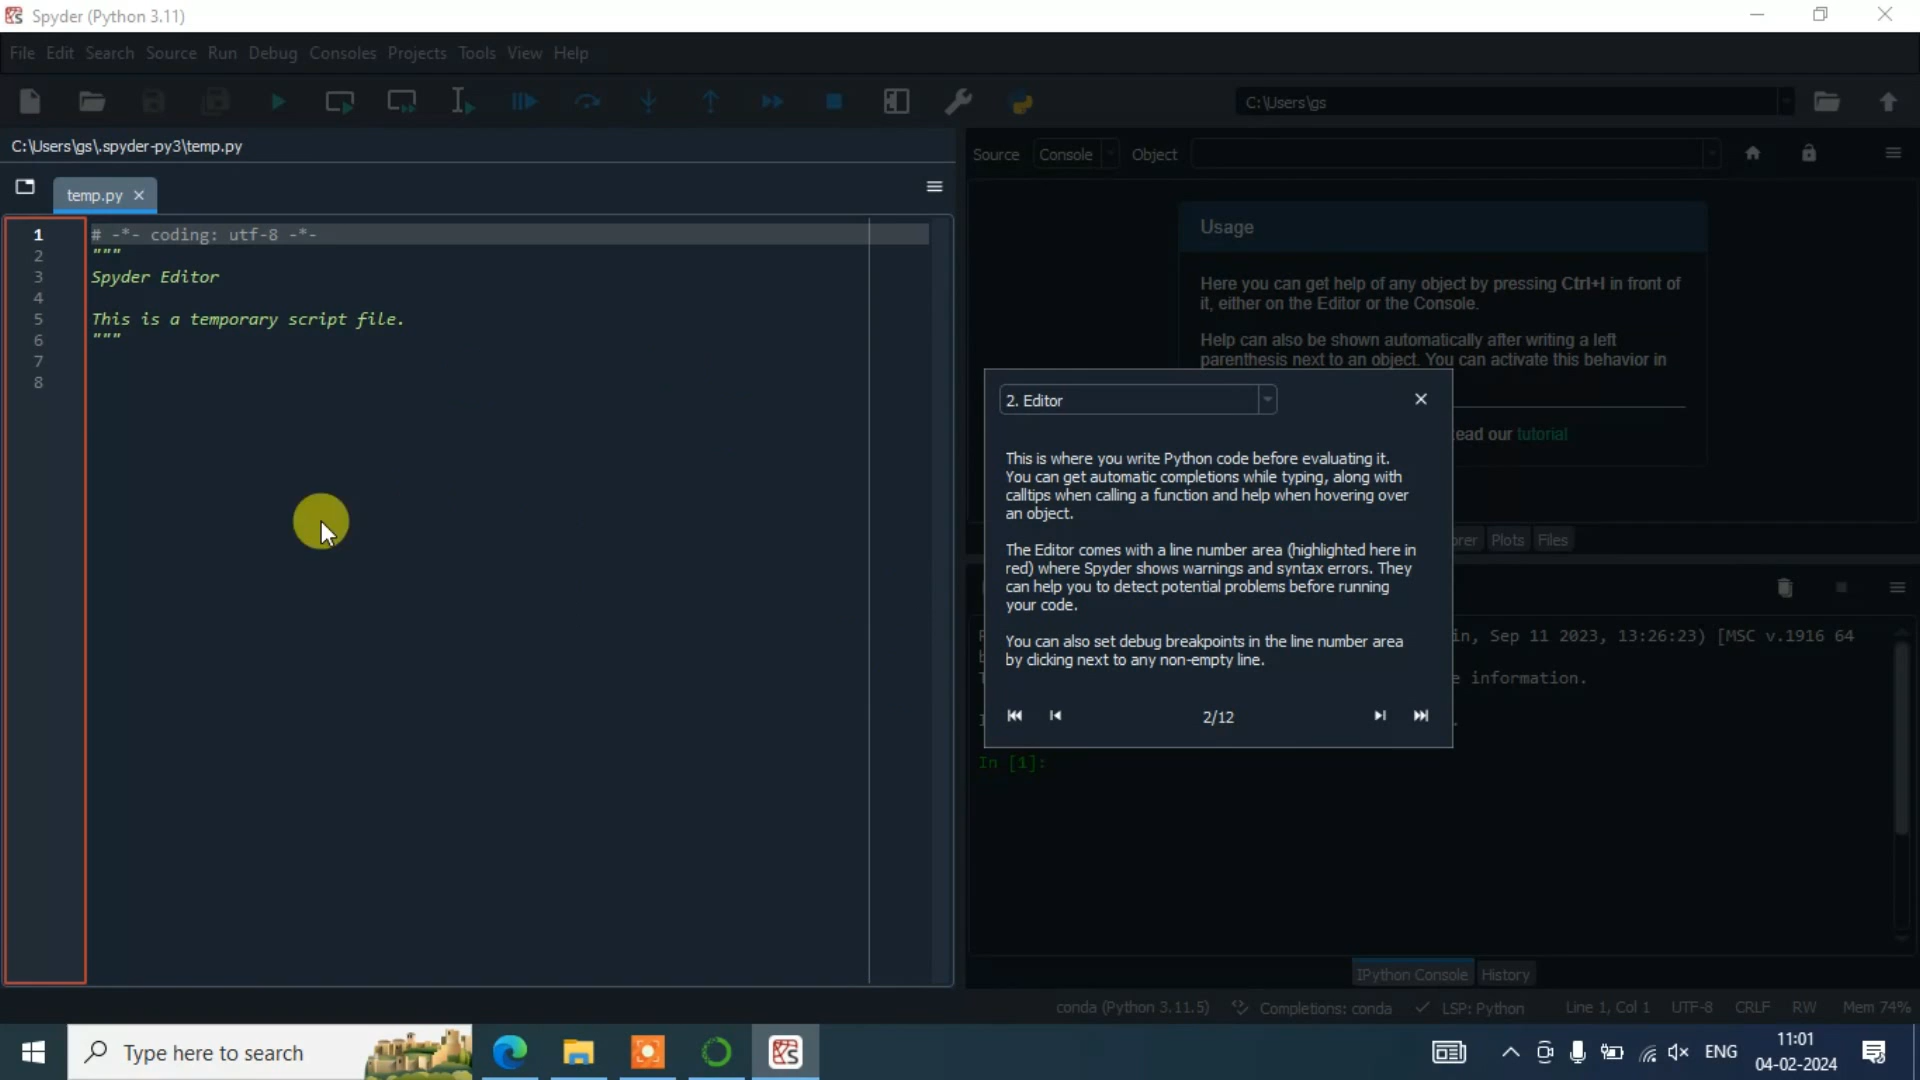 Spyder (Python 3.11)
File Edit Search Source Run Debug Consoles Projects Tools View Help
C:\Users\gs
C:\Users\gs\.spyder-py3\temp.py
Source Console Object
temp.py
1 # -*- coding: utf-8 -*-
2 """
3 Spyder Editor
4
5 This is a temporary script file.
6 """
7
8
Usage
Here you can get help of any object by pressing Ctrl+I in front of
it, either on the Editor or the Console.
Help can also be shown automatically after writing a left
parenthesis next to an object. You can activate this behavior in
ead our tutorial
2. Editor
This is where you write Python code before evaluating it.
You can get automatic completions while typing, along with
calltips when calling a function and help when hovering over
an object.
The Editor comes with a line number area (highlighted here in
red) where Spyder shows warnings and syntax errors. They
can help you to detect potential problems before running
your code.
You can also set debug breakpoints in the line number area
by clicking next to any non-empty line.
2/12
rer Plots Files
in, Sep 11 2023, 13:26:23) [MSC v.1916 64
e information.
In [1]:
IPython Console History
conda (Python 3.11.5) Completions: conda LSP: Python Line 1, Col 1 UTF-8 CRLF RW Mem 74%
Type here to search
ENG
11:01
04-02-2024